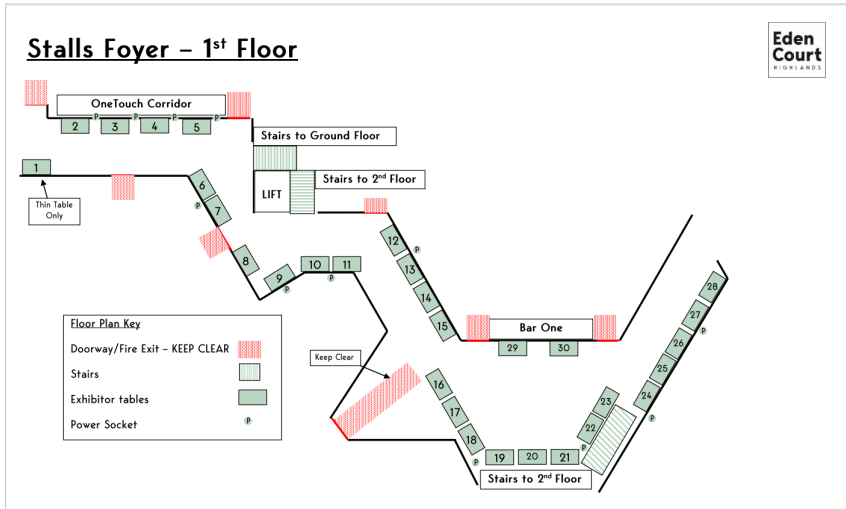 Stalls Foyer – 1st Floor
Eden
Court
HIGHLANDS
OneTouch Corridor
P P P P
2 3 4 5
Stairs to Ground Floor
Stairs to 2nd Floor
LIFT
1
Thin Table
Only
6
P
7
8
9
P
10 11
P
12
P
13
14
15
Bar One
29 30
28
27
P
26
25
24
P
Floor Plan Key
Doorway/Fire Exit – KEEP CLEAR
Stairs
Exhibitor tables
Power Socket
P
Keep Clear
16
17
18
P
19 20 21
23
22
P
Stairs to 2nd Floor